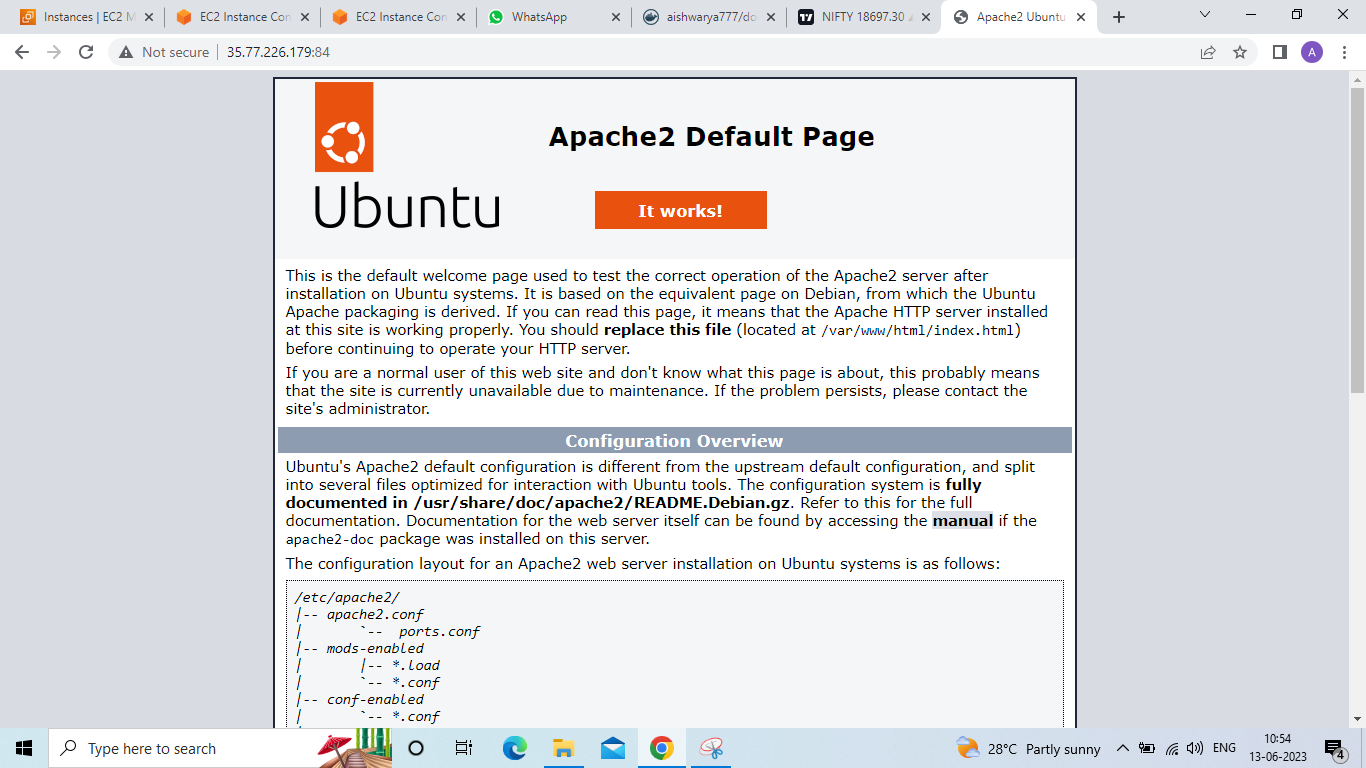 Instances | EC2 M
EC2 Instance Con
EC2 Instance Con
WhatsApp
aishwarya777/do
NIFTY 18697.30
Apache2 Ubuntu
Not secure
35.77.226.179:84
A
Apache2 Default Page
Ubuntu
It works!
This is the default welcome page used to test the correct operation of the Apache2 server after
installation on Ubuntu systems. It is based on the equivalent page on Debian, from which the Ubuntu
Apache packaging is derived. If you can read this page, it means that the Apache HTTP server installed
at this site is working properly. You should replace this file (located at /var/www/html/index.html)
before continuing to operate your HTTP server.
If you are a normal user of this web site and don't know what this page is about, this probably means
that the site is currently unavailable due to maintenance. If the problem persists, please contact the
site's administrator.
Configuration Overview
Ubuntu's Apache2 default configuration is different from the upstream default configuration, and split
into several files optimized for interaction with Ubuntu tools. The configuration system is fully
documented in /usr/share/doc/apache2/README.Debian.gz. Refer to this for the full
documentation. Documentation for the web server itself can be found by accessing the manual if the
apache2-doc package was installed on this server.
The configuration layout for an Apache2 web server installation on Ubuntu systems is as follows:
/etc/apache2/
|-- apache2.conf
|       `--  ports.conf
|-- mods-enabled
|       |-- *.load
|       `-- *.conf
|-- conf-enabled
|       `-- *.conf
Type here to search
28°C Partly sunny
ENG
10:54
13-06-2023
4